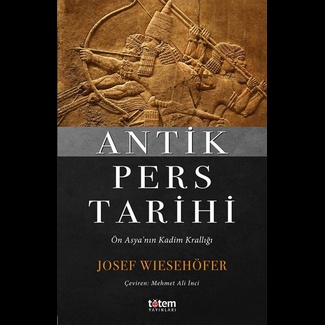 ANTİK
PERS
TARİHİ
Ön Asya'nın Kadim Krallığı
JOSEF WIESEHÖFER
Çeviren: Mehmet Ali İnci
totem
YAYINLARI